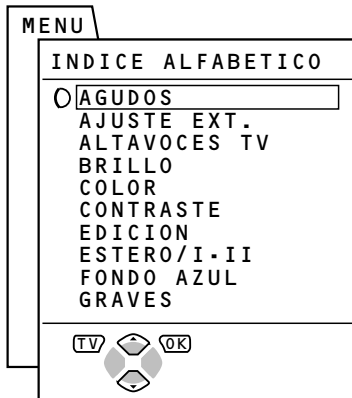 MENU
INDICE ALFABETICO
AGUDOS
AJUSTE EXT.
ALTAVOCES TV
BRILLO
COLOR
CONTRASTE
EDICION
ESTERO/I·II
FONDO AZUL
GRAVES
TV OK